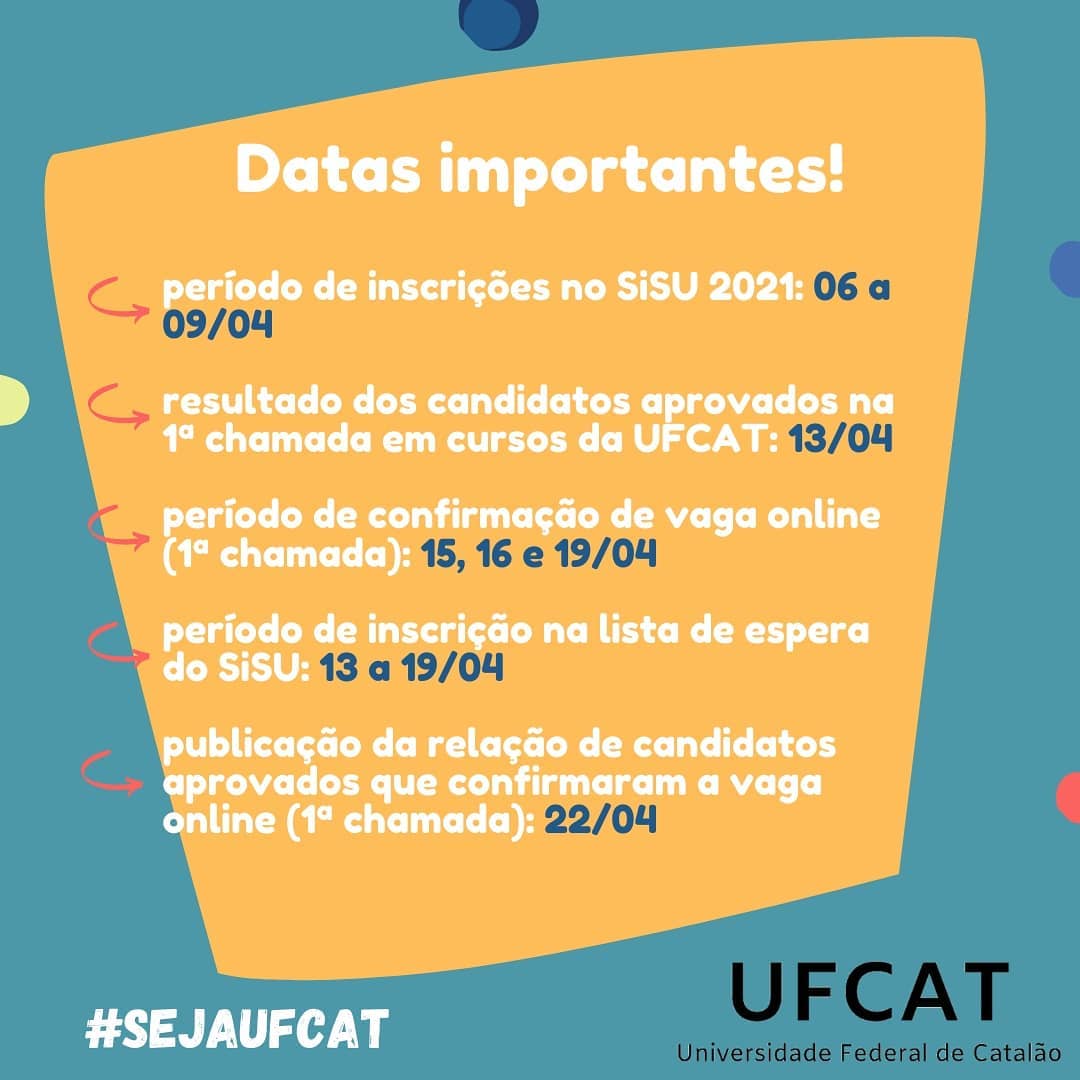 Datas importantes!
período de inscrições no SiSU 2021: 06 a
09/04
resultado dos candidatos aprovados na
1ª chamada em cursos da UFCAT: 13/04
período de confirmação de vaga online
(1ª chamada): 15, 16 e 19/04
período de inscrição na lista de espera
do SiSU: 13 a 19/04
publicação da relação de candidatos
aprovados que confirmaram a vaga
online (1ª chamada): 22/04
#SEJAUFCAT
UFCAT
Universidade Federal de Catalão